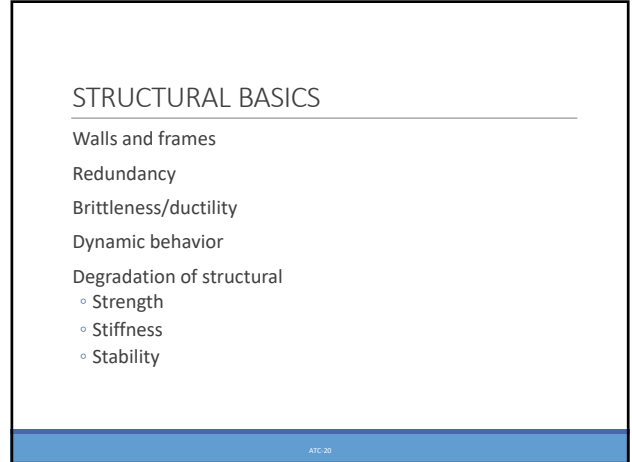 STRUCTURAL BASICS
Walls and frames
Redundancy
Brittleness/ductility
Dynamic behavior
Degradation of structural
◦ Strength
◦ Stiffness
◦ Stability
ATC-20